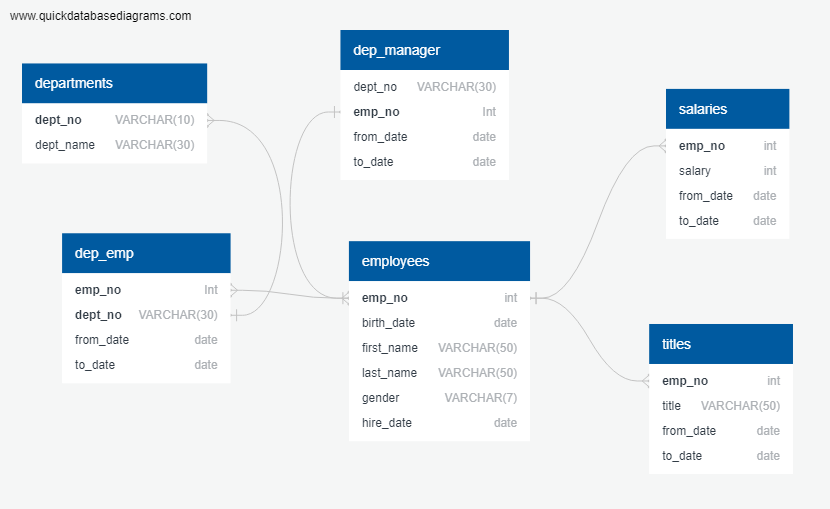 www.quickdatabasediagrams.com
departments
dept_no VARCHAR(10)
dept_name VARCHAR(30)
dep_manager
dept_no VARCHAR(30)
emp_no Int
from_date date
to_date date
salaries
emp_no int
salary int
from_date date
to_date date
dep_emp
emp_no Int
dept_no VARCHAR(30)
from_date date
to_date date
employees
emp_no int
birth_date date
first_name VARCHAR(50)
last_name VARCHAR(50)
gender VARCHAR(7)
hire_date date
titles
emp_no int
title VARCHAR(50)
from_date date
to_date date